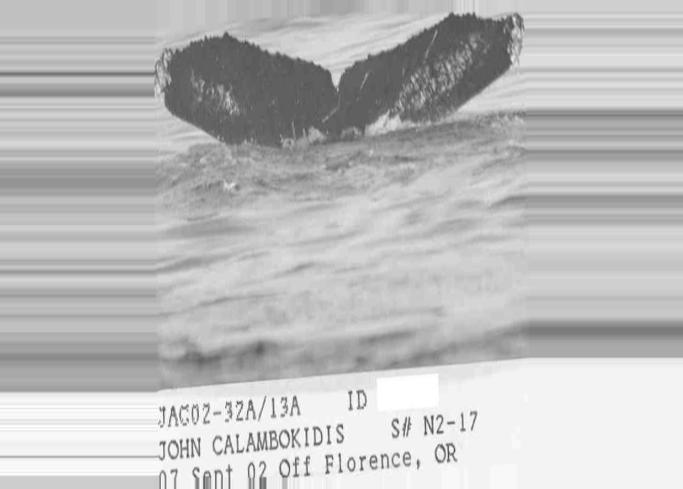 JAC02-32A/13A ID
JOHN CALAMBOKIDIS S# N2-17
07 Sept 02 Off Florence, OR